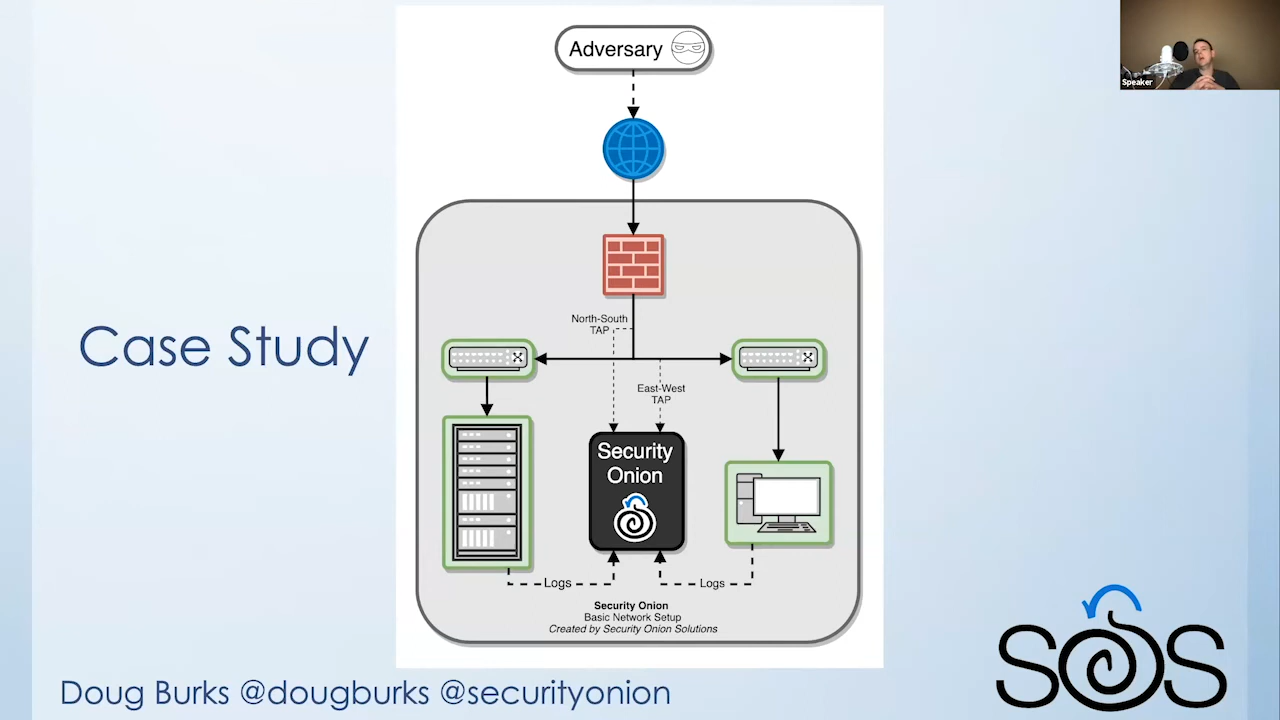 Adversary
Speaker
North-South
TAP
Case Study
East-West
TAP
Security
Onion
Logs
Logs
Security Onion
Basic Network Setup
Created by Security Onion Solutions
SOS
Doug Burks @dougburks @securityonion